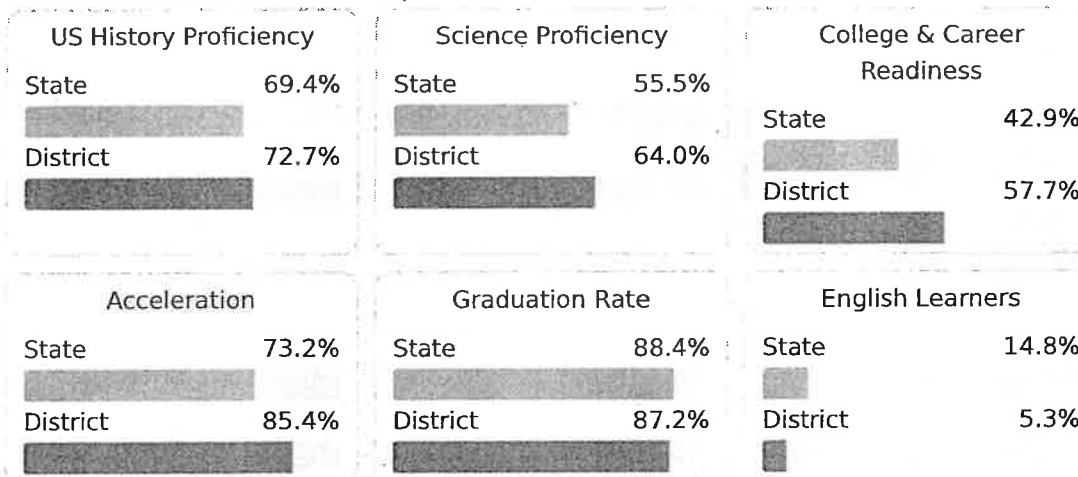 US History Proficiency
State 69.4%
District 72.7%
Science Proficiency
State 55.5%
District 64.0%
College & Career
Readiness
State 42.9%
District 57.7%
Acceleration
State 73.2%
District 85.4%
Graduation Rate
State 88.4%
District 87.2%
English Learners
State 14.8%
District 5.3%